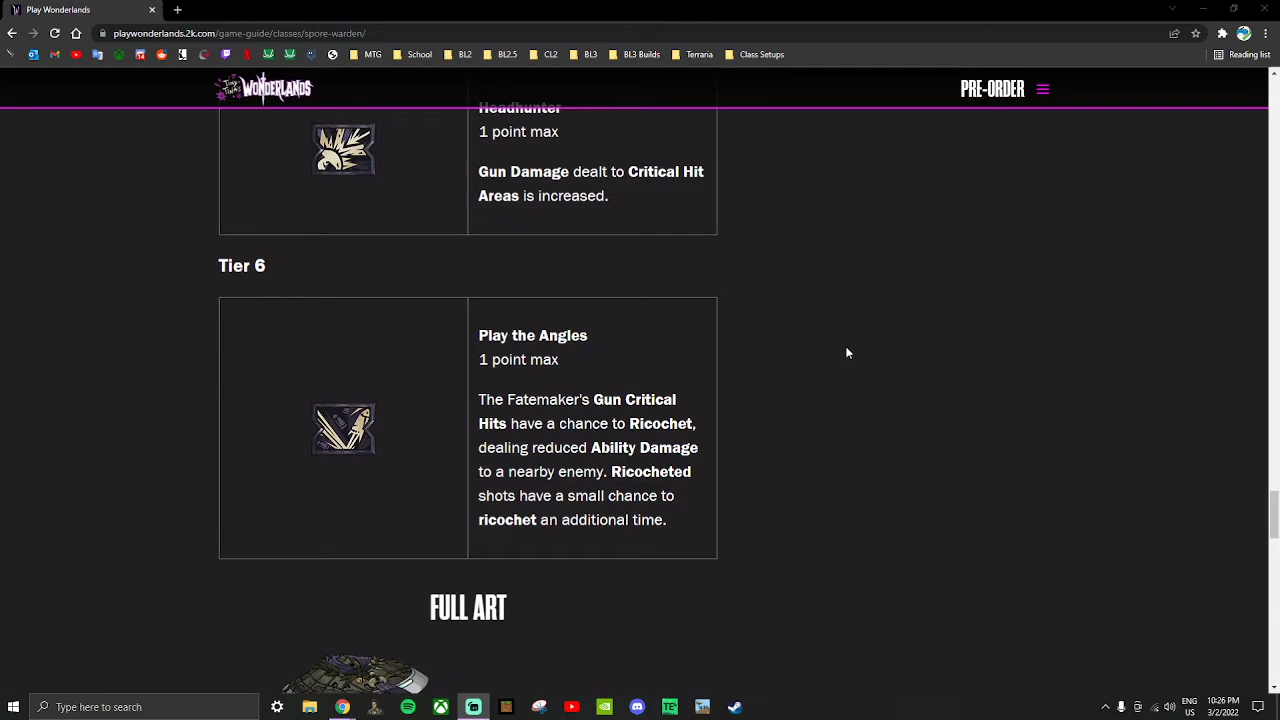 Play Wonderlands
playwonderlands.2k.com/game-guide/classes/spore-warden/
MTG
School
BL2
BL2.5
CL2
BL3
BL3 Builds
Terraria
Class Setups
Reading list
Tiny Tina's WONDERLANDS
PRE-ORDER
Headhunter
1 point max
Gun Damage dealt to Critical Hit
Areas is increased.
Tier 6
Play the Angles
1 point max
The Fatemaker's Gun Critical
Hits have a chance to Ricochet,
dealing reduced Ability Damage
to a nearby enemy. Ricocheted
shots have a small chance to
ricochet an additional time.
FULL ART
Type here to search
ENG
US
10:26 PM
3/2/2022